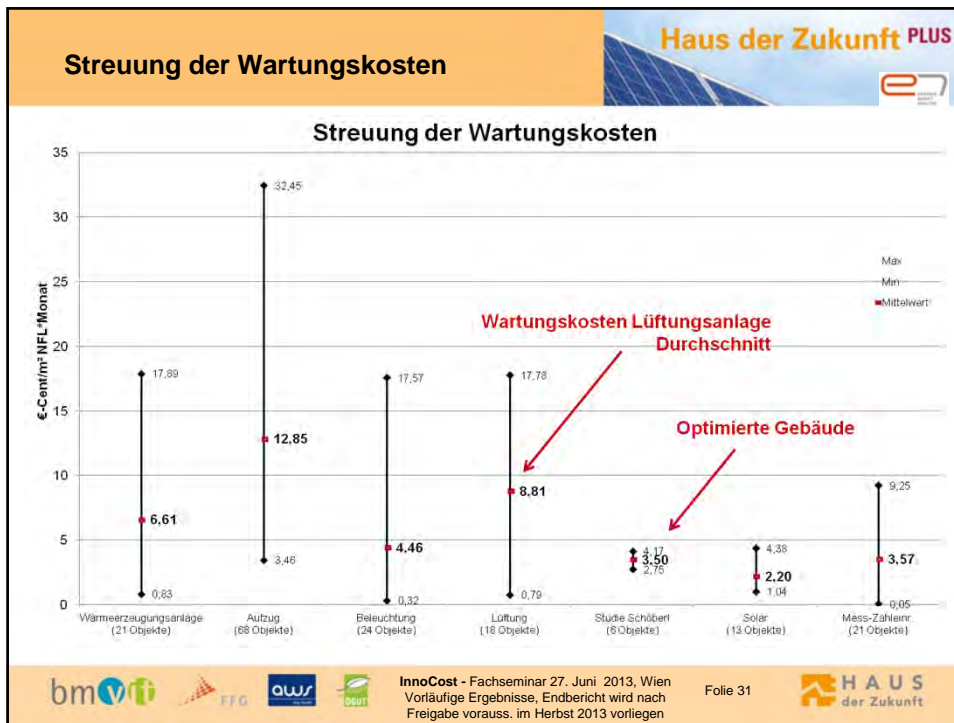 Streuung der Wartungskosten
Haus der Zukunft PLUS
Streuung der Wartungskosten
€-Cent/m² NFL*Monat
35
30
25
20
15
10
5
0
17,89
6,61
0,83
32,45
12,85
3,46
17,57
4,46
0,32
17,78
8,81
0,79
4,17
3,50
2,75
4,38
2,20
1,04
9,25
3,57
0,05
Max
Min
Mittelwert
Wartungskosten Lüftungsanlage
Durchschnitt
Optimierte Gebäude
Wärmeerzeugungsanlage
(21 Objekte)
Aufzug
(68 Objekte)
Beleuchtung
(24 Objekte)
Lüftung
(18 Objekte)
Studie Schöberl
(6 Objekte)
Solar
(13 Objekte)
Mess-Zähleinr.
(21 Objekte)
bmvit
FFG
aws
ÖGUT
InnoCost - Fachseminar 27. Juni 2013, Wien
Vorläufige Ergebnisse, Endbericht wird nach
Freigabe vorauss. im Herbst 2013 vorliegen
Folie 31
HAUS
der Zukunft